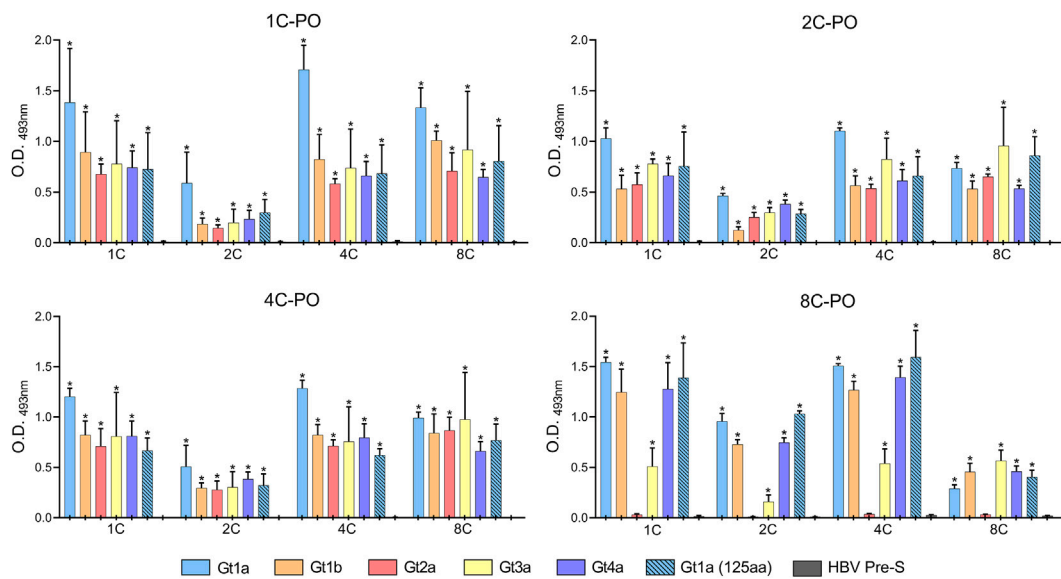 1C-PO
O.D. 493nm
2.0
1.5
1.0
0.5
0.0
* * * * * *
* * * * * *
* * * * * *
* * * * * *
1C 2C 4C 8C
2C-PO
O.D. 493nm
2.0
1.5
1.0
0.5
0.0
* * * * * *
* * * * * *
* * * * * *
* * * * * *
1C 2C 4C 8C
4C-PO
O.D. 493nm
2.0
1.5
1.0
0.5
0.0
* * * * * *
* * * * * *
* * * * * *
* * * * * *
1C 2C 4C 8C
8C-PO
O.D. 493nm
2.0
1.5
1.0
0.5
0.0
* * * * *
* * * * *
* * * * *
* * * * *
1C 2C 4C 8C
Gt1a Gt1b Gt2a Gt3a Gt4a Gt1a (125aa) HBV Pre-S